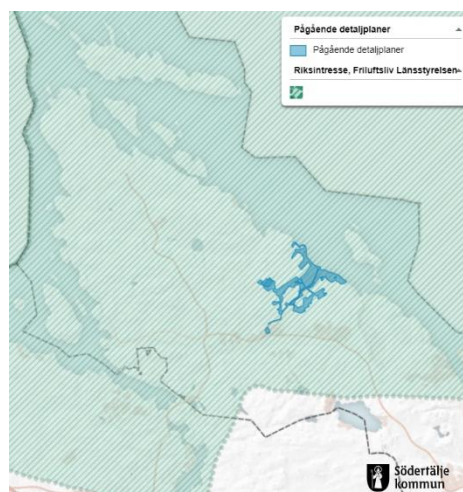 Pågående detaljplaner
Pågående detaljplaner
Riksintresse, Friluftsliv Länsstyrelsen
Södertälje
kommun